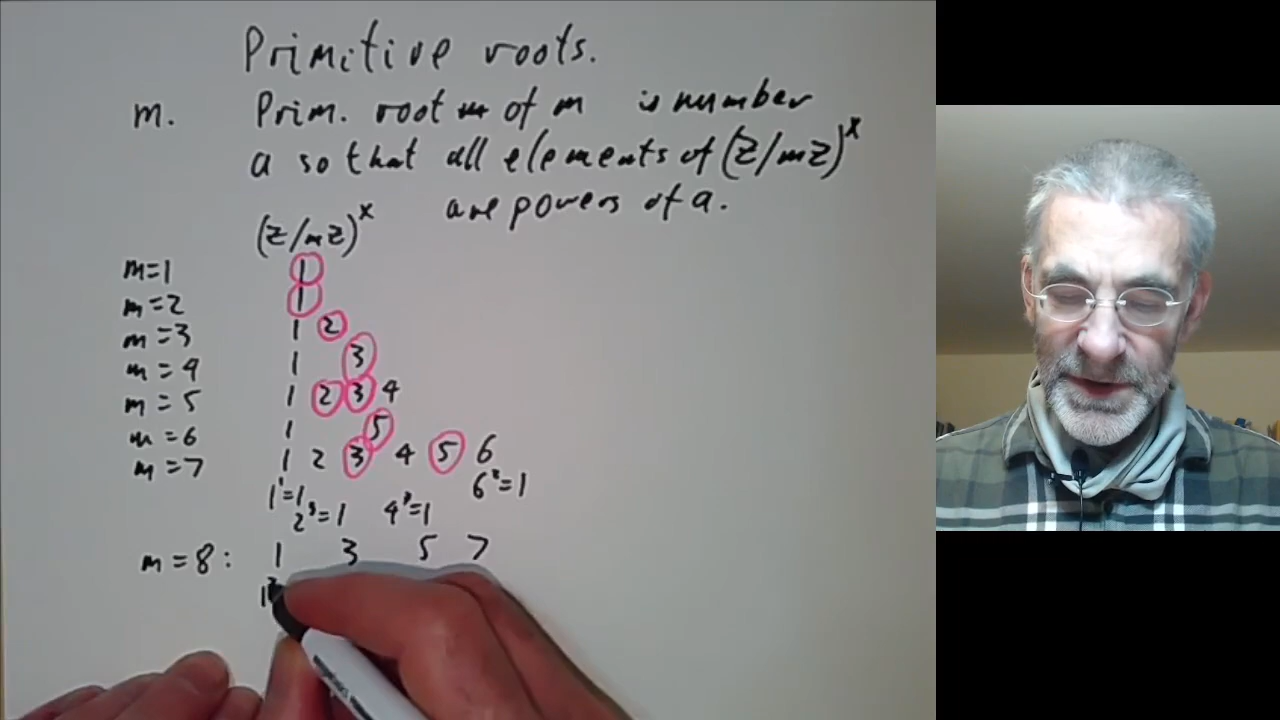 Primitive roots.
m. Prim. root of m is number
a so that all elements of (Z/mZ)^x
are powers of a.
(Z/mZ)^x
m=1 1
m=2 1
m=3 1 2
m=4 1 3
m=5 1 2 3 4
m=6 1 5
m=7 1 2 3 4 5 6
1^1=1 6^2=1
2^3=1 4^3=1
m=8: 1 3 5 7
1^2